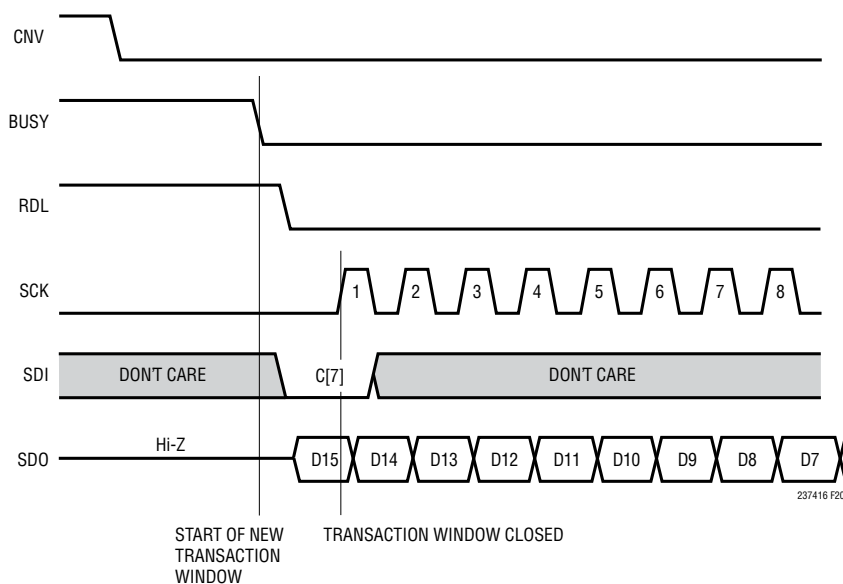 CNV
BUSY
RDL
SCK
1 2 3 4 5 6 7 8
SDI
DON'T CARE C[7] DON'T CARE
SDO
Hi-Z
D15 D14 D13 D12 D11 D10 D9 D8 D7
237416 F20
START OF NEW
TRANSACTION
WINDOW
TRANSACTION WINDOW CLOSED